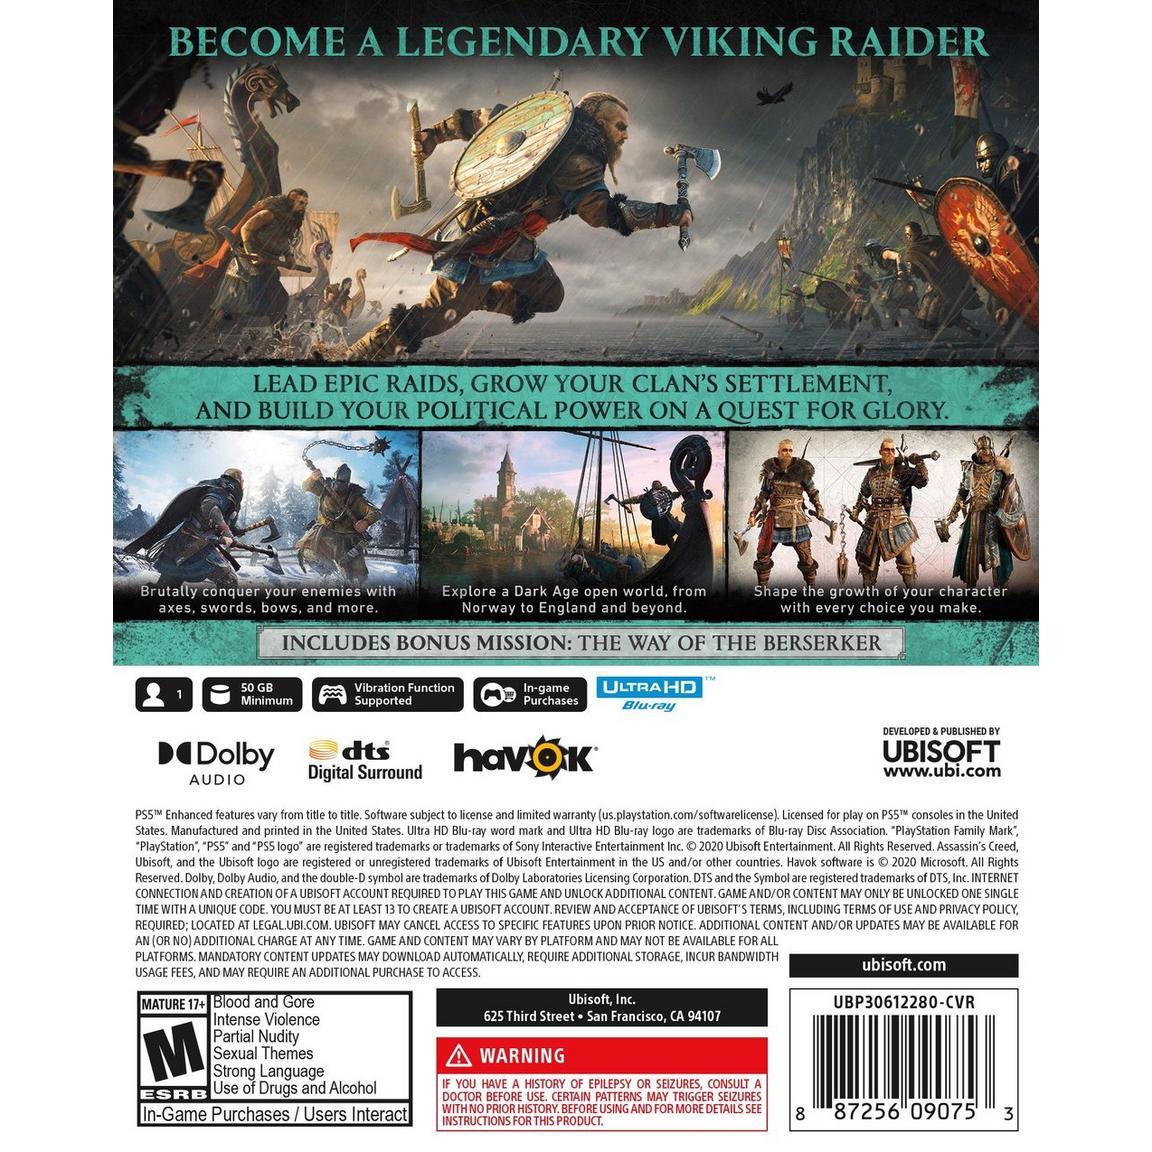 BECOME A LEGENDARY VIKING RAIDER
LEAD EPIC RAIDS, GROW YOUR CLAN'S SETTLEMENT,
AND BUILD YOUR POLITICAL POWER ON A QUEST FOR GLORY.
Brutally conquer your enemies with
axes, swords, bows, and more.
Explore a Dark Age open world, from
Norway to England and beyond.
Shape the growth of your character
with every choice you make.
INCLUDES BONUS MISSION: THE WAY OF THE BERSERKER
1
50 GB
Minimum
Vibration Function
Supported
In-game
Purchases
ULTRA HD™
Blu-ray
Dolby
AUDIO
dts®
Digital Surround
havok®
DEVELOPED & PUBLISHED BY
UBISOFT
www.ubi.com
PS5™ Enhanced features vary from title to title. Software subject to license and limited warranty (us.playstation.com/softwarelicense). Licensed for play on PS5™ consoles in the United
States. Manufactured and printed in the United States. Ultra HD Blu-ray word mark and Ultra HD Blu-ray logo are trademarks of Blu-ray Disc Association. "PlayStation Family Mark",
"PlayStation", "PS5" and "PS5 logo" are registered trademarks or trademarks of Sony Interactive Entertainment Inc. © 2020 Ubisoft Entertainment. All Rights Reserved. Assassin's Creed,
Ubisoft, and the Ubisoft logo are registered or unregistered trademarks of Ubisoft Entertainment in the US and/or other countries. Havok software is © 2020 Microsoft. All Rights
Reserved. Dolby, Dolby Audio, and the double-D symbol are trademarks of Dolby Laboratories Licensing Corporation. DTS and the Symbol are registered trademarks of DTS, Inc. INTERNET
CONNECTION AND CREATION OF A UBISOFT ACCOUNT REQUIRED TO PLAY THIS GAME AND UNLOCK ADDITIONAL CONTENT. GAME AND/OR CONTENT MAY ONLY BE UNLOCKED ONE SINGLE
TIME WITH A UNIQUE CODE. YOU MUST BE AT LEAST 13 TO CREATE A UBISOFT ACCOUNT. REVIEW AND ACCEPTANCE OF UBISOFT'S TERMS, INCLUDING TERMS OF USE AND PRIVACY POLICY,
REQUIRED; LOCATED AT LEGAL.UBI.COM. UBISOFT MAY CANCEL ACCESS TO SPECIFIC FEATURES UPON PRIOR NOTICE. ADDITIONAL CONTENT AND/OR UPDATES MAY BE AVAILABLE FOR
AN (OR NO) ADDITIONAL CHARGE AT ANY TIME. GAME AND CONTENT MAY VARY BY PLATFORM AND MAY NOT BE AVAILABLE FOR ALL
PLATFORMS. MANDATORY CONTENT UPDATES MAY DOWNLOAD AUTOMATICALLY, REQUIRE ADDITIONAL STORAGE, INCUR BANDWIDTH
USAGE FEES, AND MAY REQUIRE AN ADDITIONAL PURCHASE TO ACCESS.
ubisoft.com
MATURE 17+
M
ESRB
Blood and Gore
Intense Violence
Partial Nudity
Sexual Themes
Strong Language
Use of Drugs and Alcohol
In-Game Purchases / Users Interact
Ubisoft, Inc.
625 Third Street • San Francisco, CA 94107
WARNING
IF YOU HAVE A HISTORY OF EPILEPSY OR SEIZURES, CONSULT A
DOCTOR BEFORE USE. CERTAIN PATTERNS MAY TRIGGER SEIZURES
WITH NO PRIOR HISTORY. BEFORE USING AND FOR MORE DETAILS SEE
INSTRUCTIONS FOR THIS PRODUCT.
UBP30612280-CVR
8 87256 09075 3